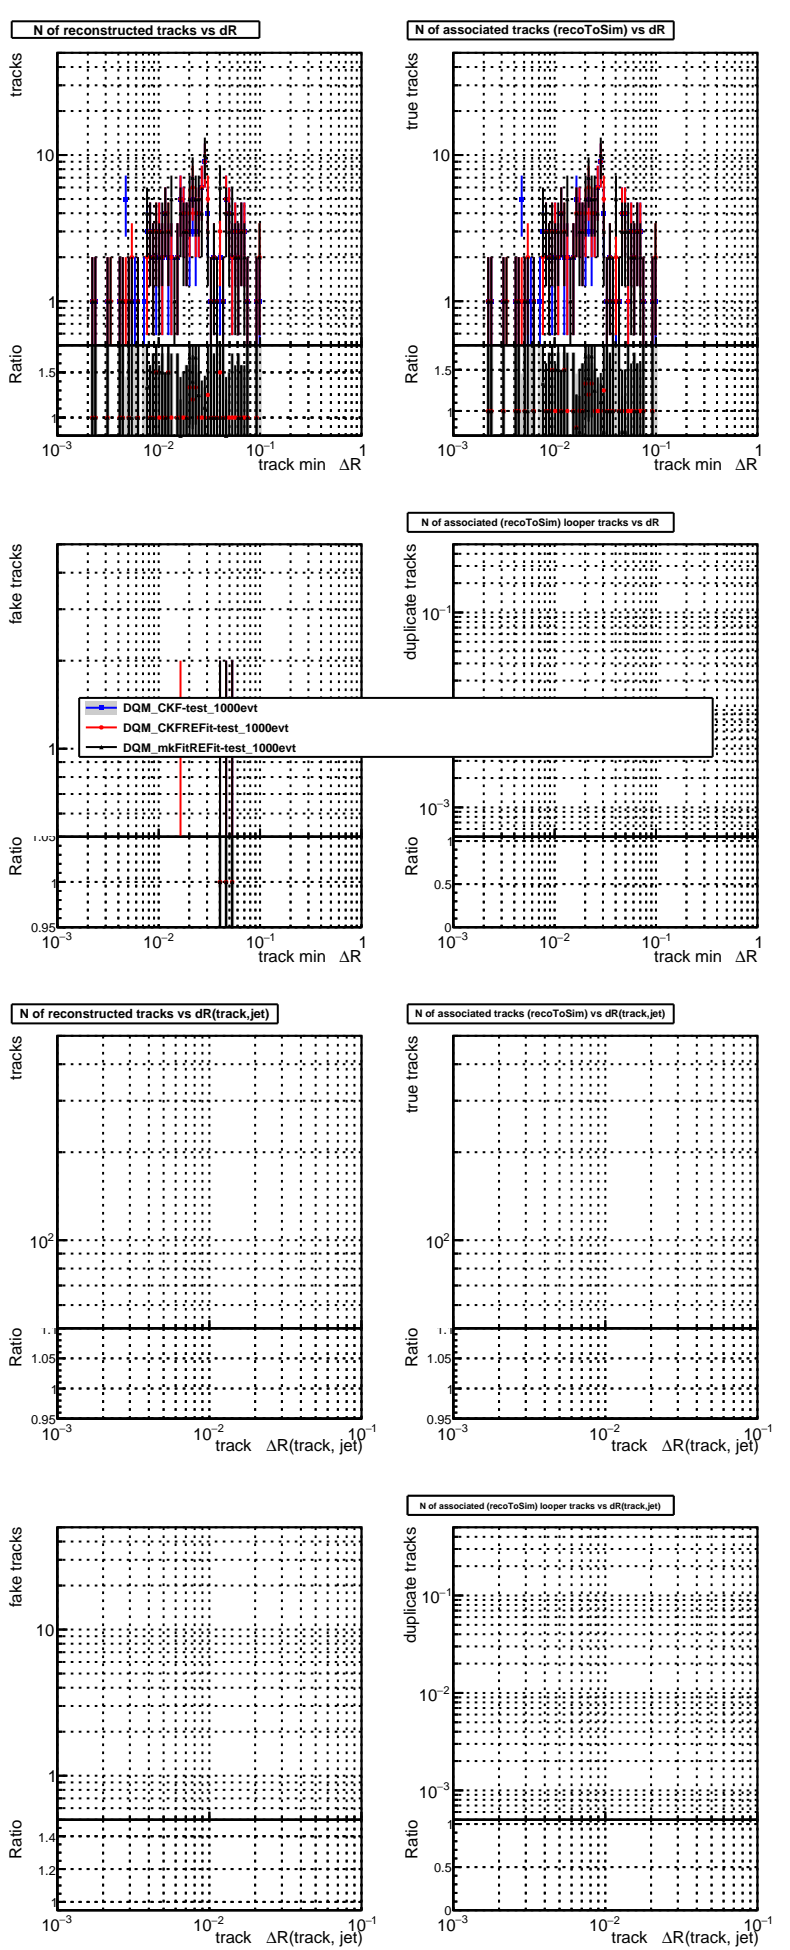 N of reconstructed tracks vs dR
N of associated tracks (recoToSim) vs dR
tracks
10
1
Ratio
1.5
1
10−3
10−2
10−1
1
track min ΔR
true tracks
10
1
Ratio
1.5
1
10−3
10−2
10−1
1
track min ΔR
N of associated (recoToSim) looper tracks vs dR
fake tracks
1
Ratio
1.05
1
0.95
10−3
10−2
10−1
1
track min ΔR
duplicate tracks
10−1
10−3
Ratio
1
0.5
0
10−3
10−2
10−1
1
track min ΔR
DQM_CKF-test_1000evt
DQM_CKFREFit-test_1000evt
DQM_mkFitREFit-test_1000evt
N of reconstructed tracks vs dR(track,jet)
N of associated tracks (recoToSim) vs dR(track,jet)
tracks
102
Ratio
1.1
1.05
1
0.95
10−3
10−2
10−1
track ΔR(track, jet)
true tracks
102
Ratio
1.1
1.05
1
0.95
10−3
10−2
10−1
track ΔR(track, jet)
N of associated (recoToSim) looper tracks vs dR(track,jet)
fake tracks
10
1
Ratio
1.4
1.2
1
10−3
10−2
10−1
track ΔR(track, jet)
duplicate tracks
10−1
10−2
10−3
Ratio
1
0.5
0
10−3
10−2
10−1
track ΔR(track, jet)